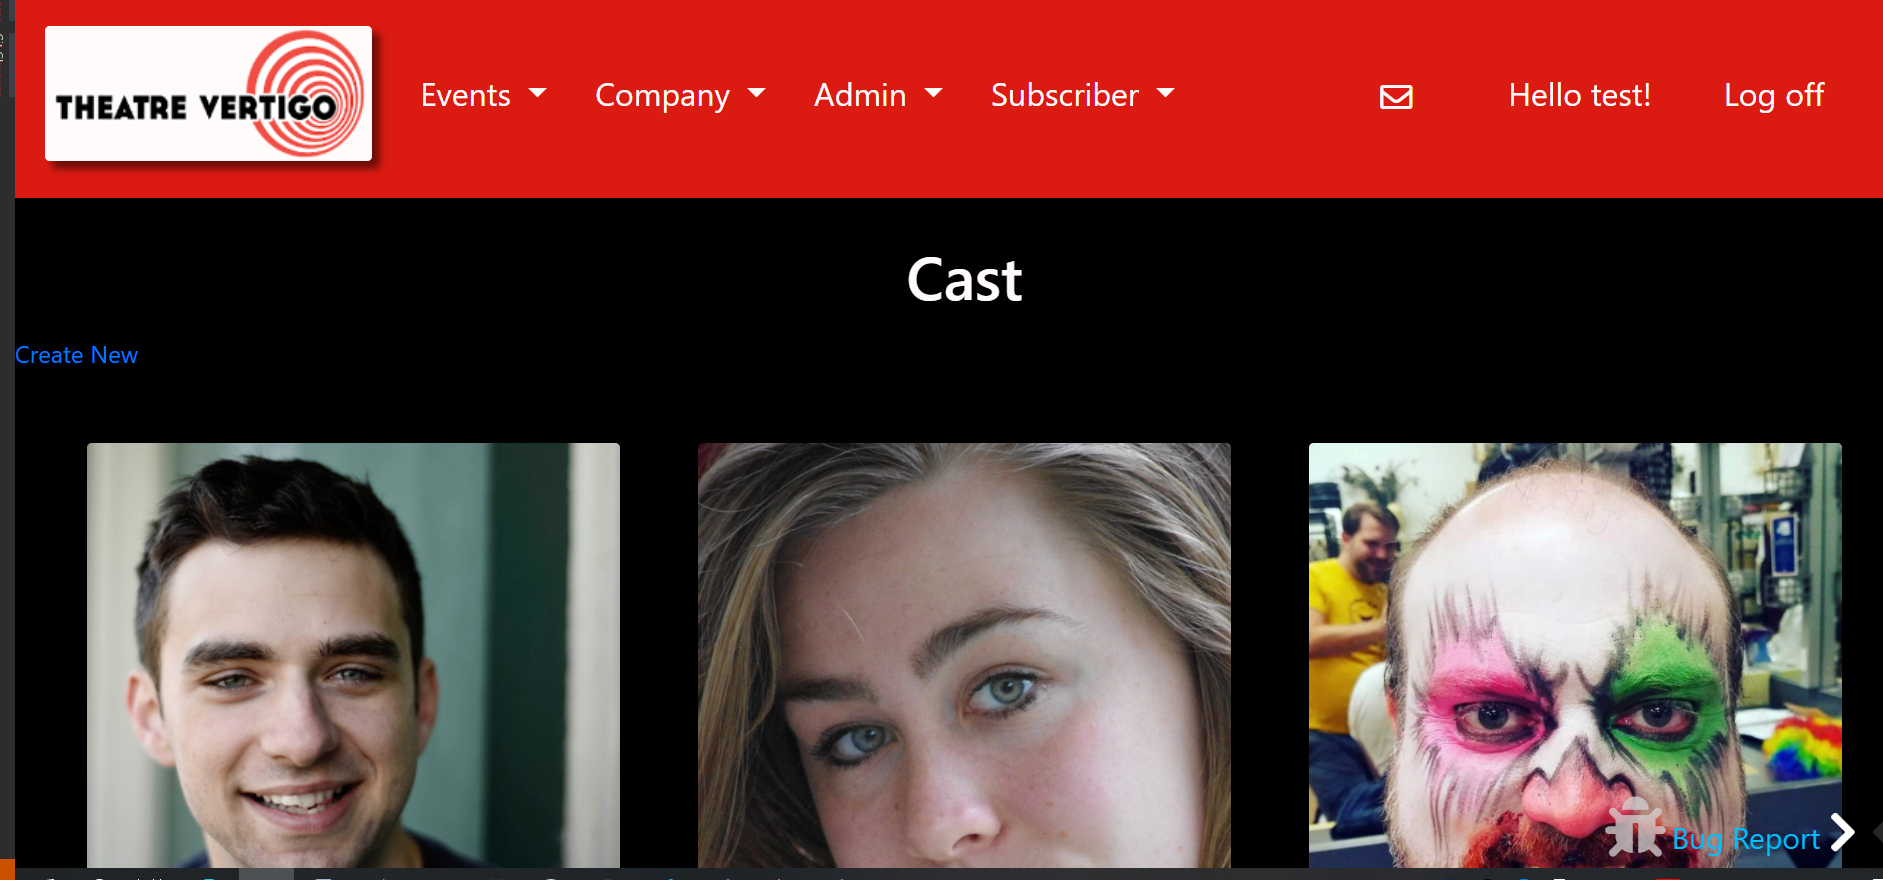 THEATRE VERTIGO
Events Company Admin Subscriber Hello test! Log off
Cast
Create New
Bug Report